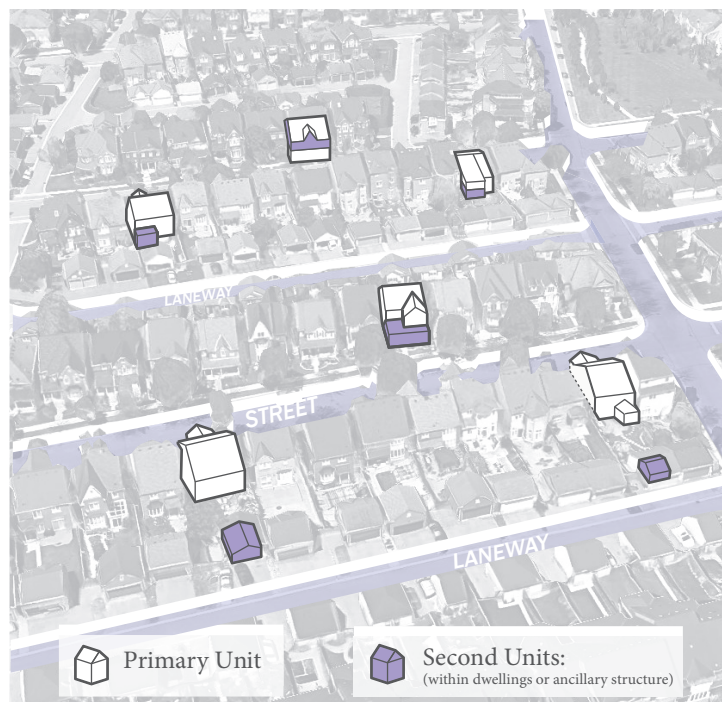 LANEWAY
STREET
LANEWAY
Primary Unit
Second Units:
(within dwellings or ancillary structure)